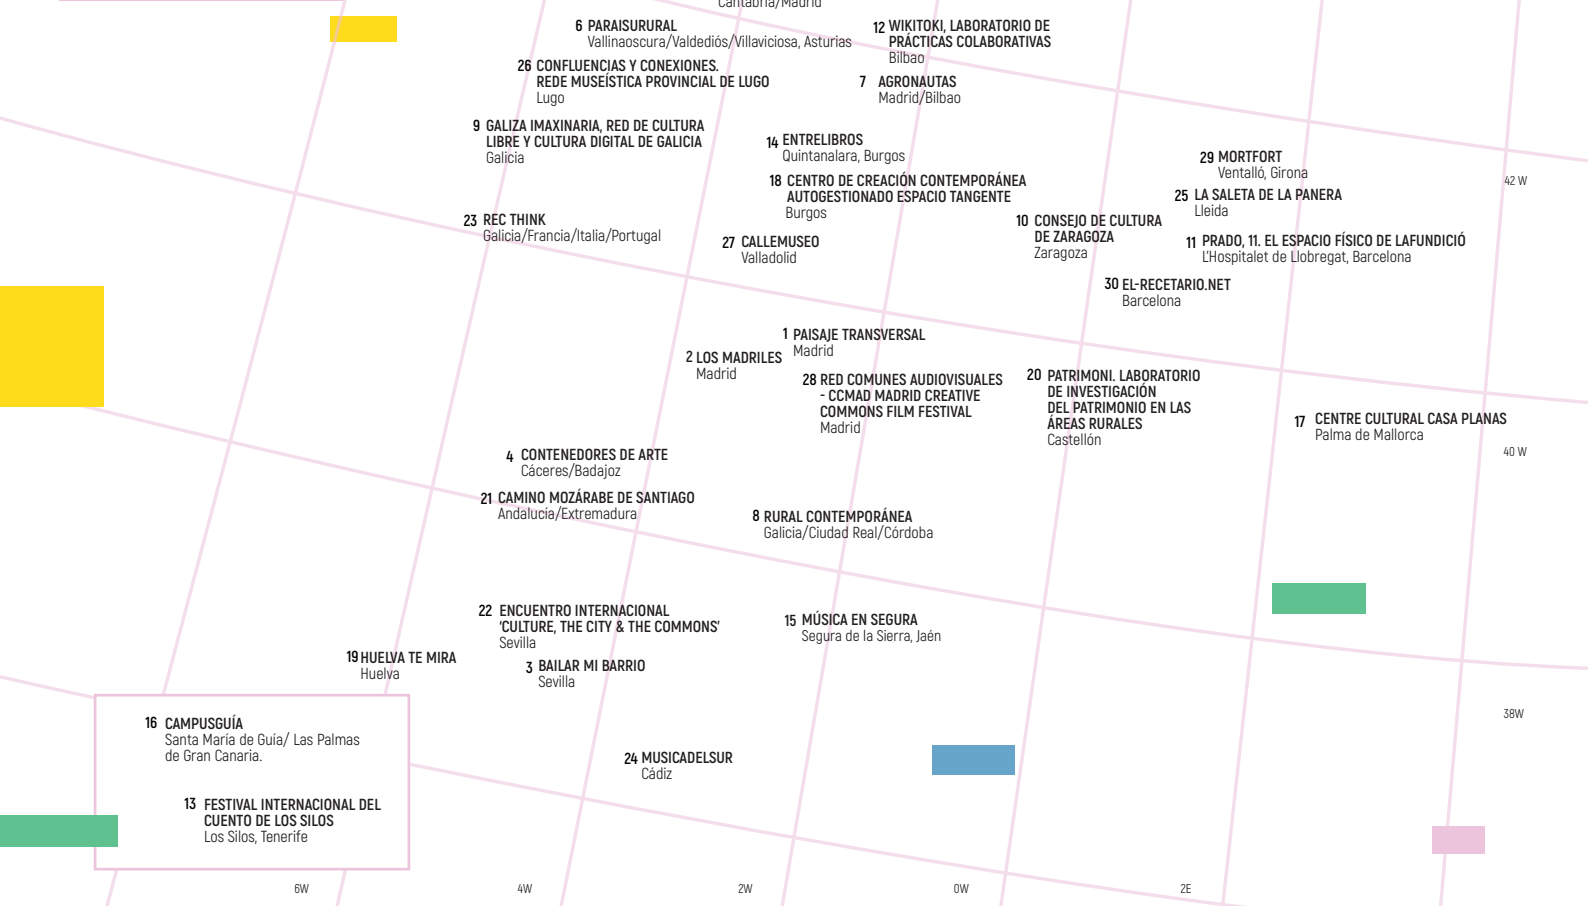 Cantabria/Madrid
6 PARAISURURAL
Vallinaoscura/Valdediós/Villaviciosa, Asturias
12 WIKITOKI, LABORATORIO DE
PRÁCTICAS COLABORATIVAS
Bilbao
26 CONFLUENCIAS Y CONEXIONES.
REDE MUSEÍSTICA PROVINCIAL DE LUGO
Lugo
7 AGRONAUTAS
Madrid/Bilbao
9 GALIZA IMAXINARIA, RED DE CULTURA
LIBRE Y CULTURA DIGITAL DE GALICIA
Galicia
14 ENTRELIBROS
Quintanalara, Burgos
29 MORTFORT
Ventalló, Girona
42 W
18 CENTRO DE CREACIÓN CONTEMPORÁNEA
AUTOGESTIONADO ESPACIO TANGENTE
Burgos
25 LA SALETA DE LA PANERA
Lleida
23 REC THINK
Galicia/Francia/Italia/Portugal
10 CONSEJO DE CULTURA
DE ZARAGOZA
Zaragoza
27 CALLEMUSEO
Valladolid
11 PRADO, 11. EL ESPACIO FÍSICO DE LAFUNDICIÓ
L'Hospitalet de Llobregat, Barcelona
30 EL-RECETARIO.NET
Barcelona
1 PAISAJE TRANSVERSAL
Madrid
2 LOS MADRILES
Madrid
28 RED COMUNES AUDIOVISUALES
- CCMAD MADRID CREATIVE
COMMONS FILM FESTIVAL
Madrid
20 PATRIMONI. LABORATORIO
DE INVESTIGACIÓN
DEL PATRIMONIO EN LAS
ÁREAS RURALES
Castellón
17 CENTRE CULTURAL CASA PLANAS
Palma de Mallorca
40 W
4 CONTENEDORES DE ARTE
Cáceres/Badajoz
21 CAMINO MOZÁRABE DE SANTIAGO
Andalucía/Extremadura
8 RURAL CONTEMPORÁNEA
Galicia/Ciudad Real/Córdoba
22 ENCUENTRO INTERNACIONAL
'CULTURE, THE CITY & THE COMMONS'
Sevilla
15 MÚSICA EN SEGURA
Segura de la Sierra, Jaén
19 HUELVA TE MIRA
Huelva
3 BAILAR MI BARRIO
Sevilla
38W
16 CAMPUSGUÍA
Santa María de Guía/ Las Palmas
de Gran Canaria.
24 MUSICADELSUR
Cádiz
13 FESTIVAL INTERNACIONAL DEL
CUENTO DE LOS SILOS
Los Silos, Tenerife
6W
4W
2W
0W
2E